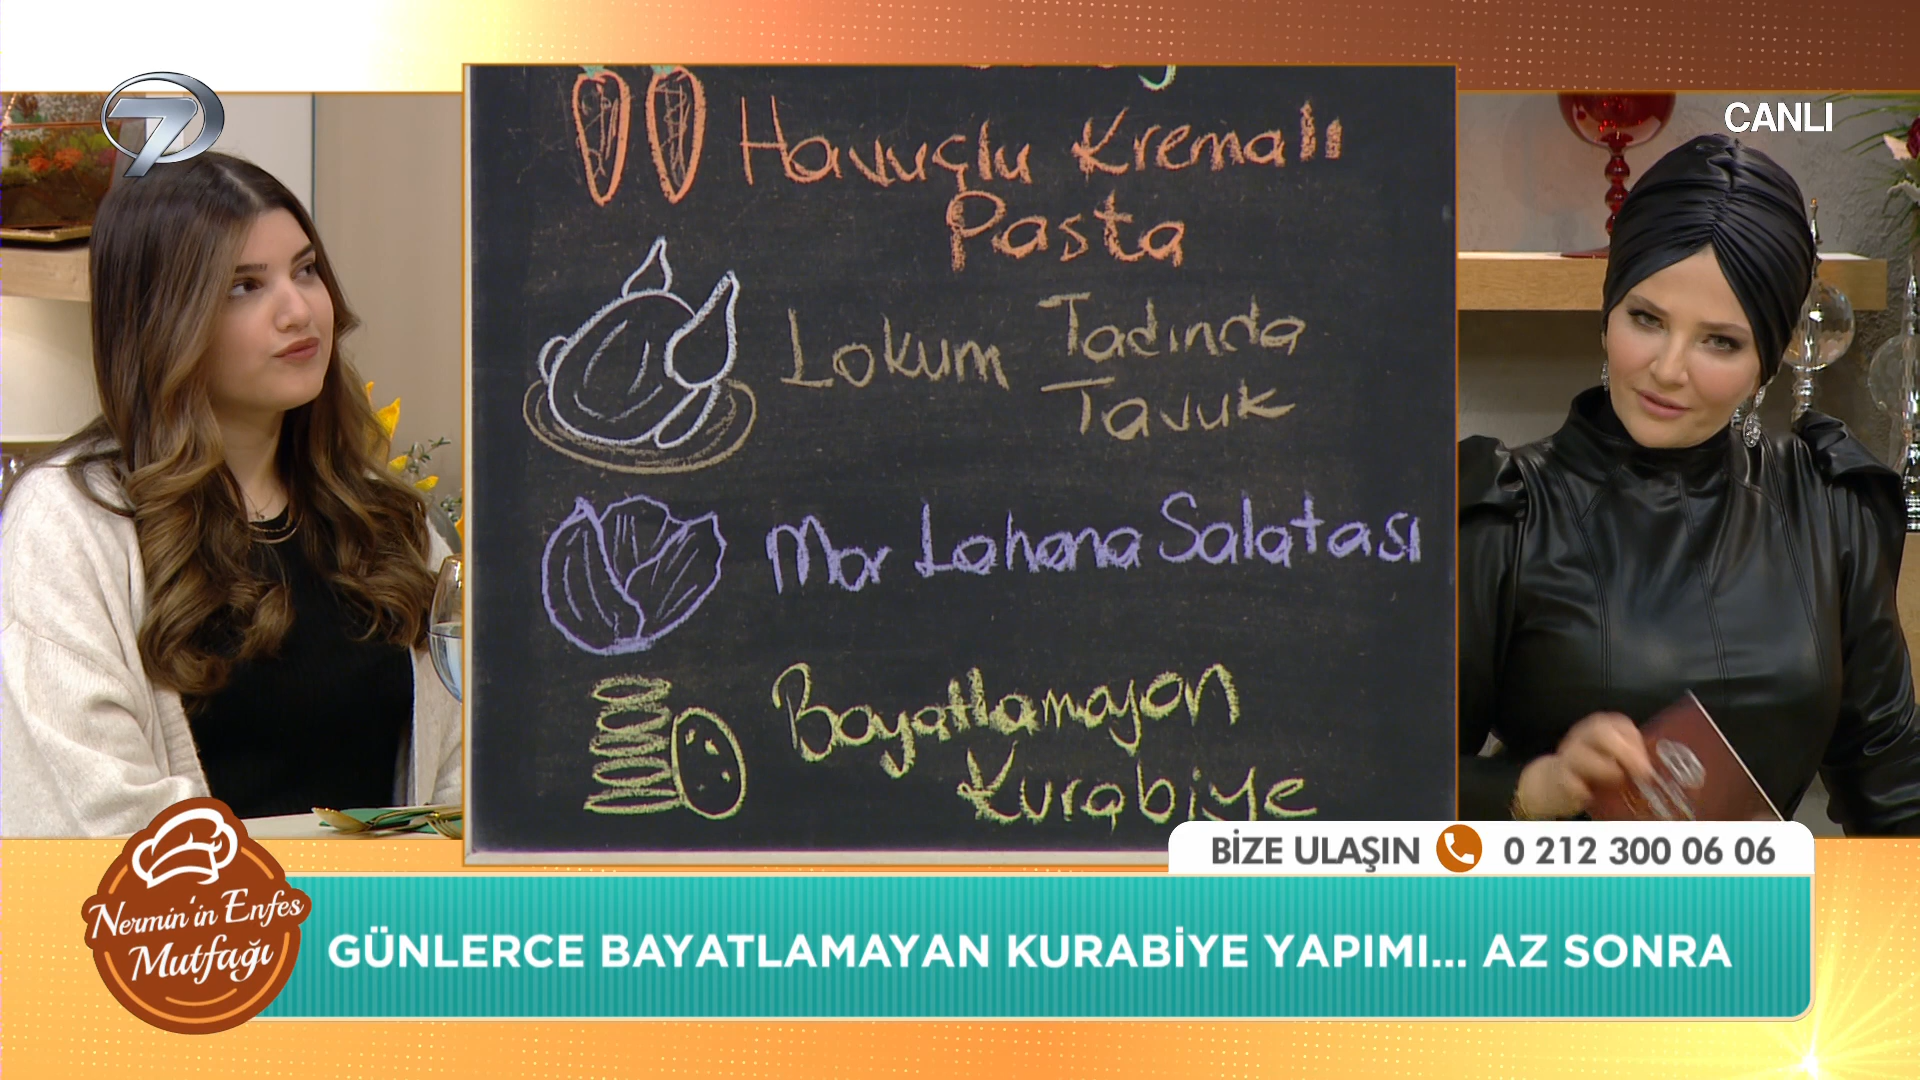 7
CANLI
Havuçlu Kremalı
Pasta
Lokum Tadında
Tavuk
Mor Lahana Salatası
Bayatlamayan
Kurabiye
BİZE ULAŞIN 0 212 300 06 06
Nermin'in Enfes
Mutfağı
GÜNLERCE BAYATLAMAYAN KURABİYE YAPIMI... AZ SONRA